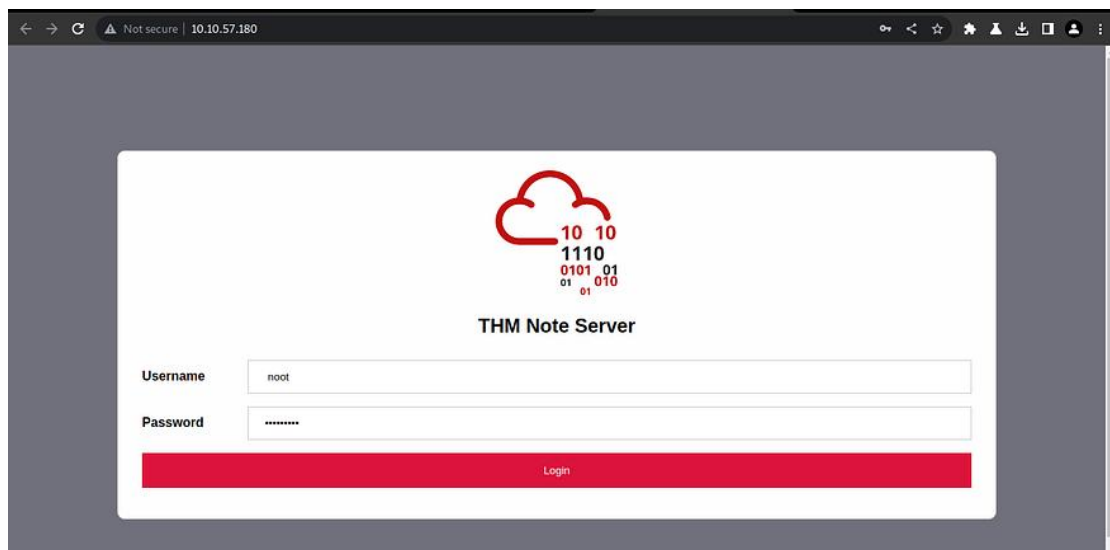 Not secure | 10.10.57.180
10 10
1110
0101 01
01 010
01
THM Note Server
Username noot
Password •••••••••
Login